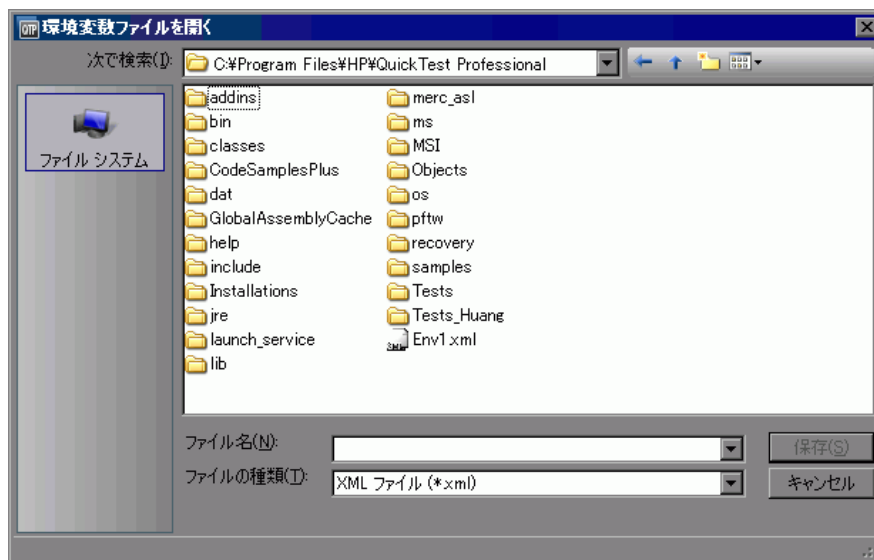 QTP 環境変数ファイルを開く
次で検索(I):
C:¥Program Files¥HP¥QuickTest Professional
ファイル システム
addins
bin
classes
CodeSamplesPlus
dat
GlobalAssemblyCache
help
include
Installations
jre
launch_service
lib
merc_asl
ms
MSI
Objects
os
pftw
recovery
samples
Tests
Tests_Huang
Env1.xml
ファイル名(N):
保存(S)
ファイルの種類(T):
XML ファイル (*xml)
キャンセル